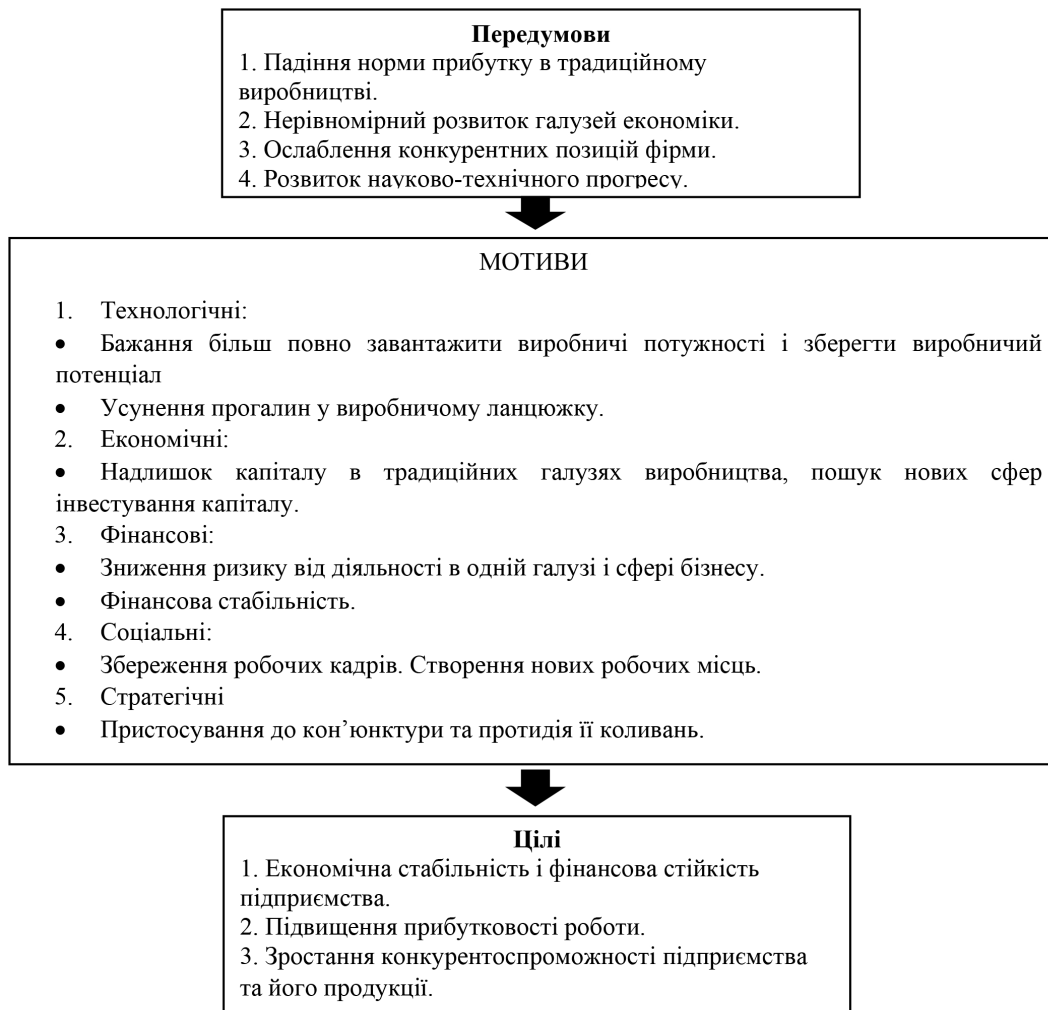 Передумови
1. Падіння норми прибутку в традиційному
виробництві.
2. Нерівномірний розвиток галузей економіки.
3. Ослаблення конкурентних позицій фірми.
4. Розвиток науково-технічного прогресу.
МОТИВИ
1. Технологічні:
• Бажання більш повно завантажити виробничі потужності і зберегти виробничий
потенціал
• Усунення прогалин у виробничому ланцюжку.
2. Економічні:
• Надлишок капіталу в традиційних галузях виробництва, пошук нових сфер
інвестування капіталу.
3. Фінансові:
• Зниження ризику від діяльності в одній галузі і сфері бізнесу.
• Фінансова стабільність.
4. Соціальні:
• Збереження робочих кадрів. Створення нових робочих місць.
5. Стратегічні
• Пристосування до кон’юнктури та протидія її коливань.
Цілі
1. Економічна стабільність і фінансова стійкість
підприємства.
2. Підвищення прибутковості роботи.
3. Зростання конкурентоспроможності підприємства
та його продукції.